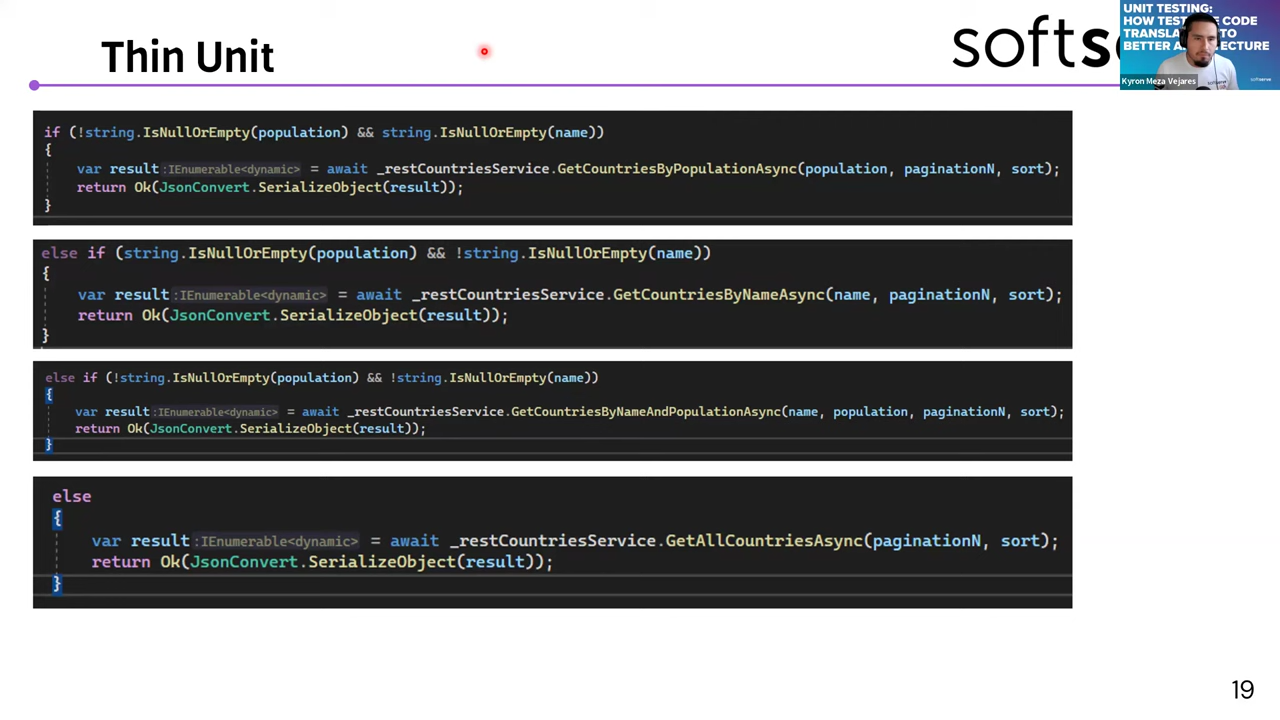 Thin Unit
softs
UNIT TESTING:
HOW TEST
E CODE
TRANSLA
TO
BETTER A
ECTURE
Kyron Meza Vejares
softserve
if (!string.IsNullOrEmpty(population) && string.IsNullOrEmpty(name))
{
var result:IEnumerable<dynamic> = await _restCountriesService.GetCountriesByPopulationAsync(population, paginationN, sort);
return Ok(JsonConvert.SerializeObject(result));
}
else if (string.IsNullOrEmpty(population) && !string.IsNullOrEmpty(name))
{
var result:IEnumerable<dynamic> = await _restCountriesService.GetCountriesByNameAsync(name, paginationN, sort);
return Ok(JsonConvert.SerializeObject(result));
}
else if (!string.IsNullOrEmpty(population) && !string.IsNullOrEmpty(name))
{
var result:IEnumerable<dynamic> = await _restCountriesService.GetCountriesByNameAndPopulationAsync(name, population, paginationN, sort);
return Ok(JsonConvert.SerializeObject(result));
}
else
{
var result:IEnumerable<dynamic> = await _restCountriesService.GetAllCountriesAsync(paginationN, sort);
return Ok(JsonConvert.SerializeObject(result));
}
19